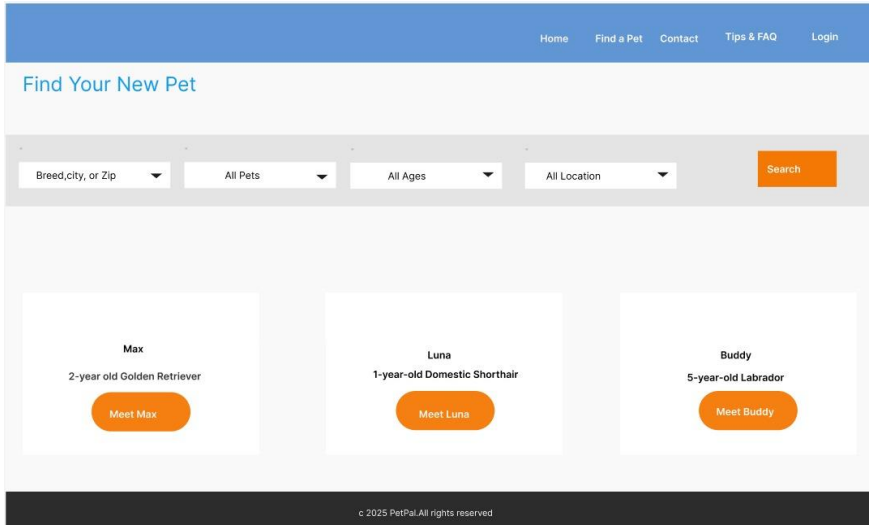 Home Find a Pet Contact Tips & FAQ Login
Find Your New Pet
Breed,city, or Zip All Pets All Ages All Location Search
Max
2-year old Golden Retriever
Meet Max
Luna
1-year-old Domestic Shorthair
Meet Luna
Buddy
5-year-old Labrador
Meet Buddy
c 2025 PetPal.All rights reserved